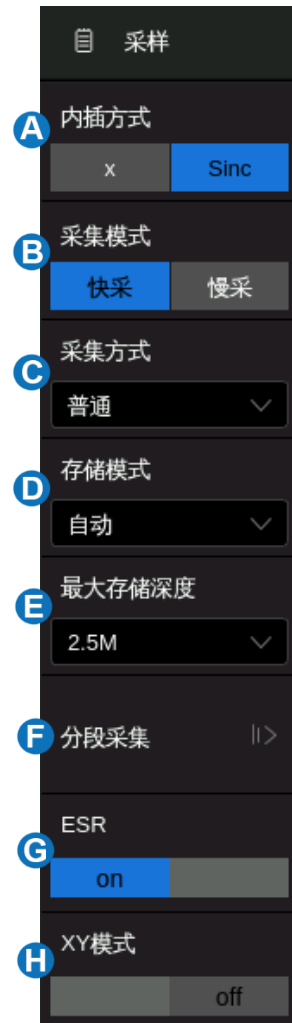 采样
A
内插方式
x Sinc
B
采集模式
快采 慢采
C
采集方式
普通
D
存储模式
自动
E
最大存储深度
2.5M
F
分段采集
G
ESR
on
H
XY模式
off